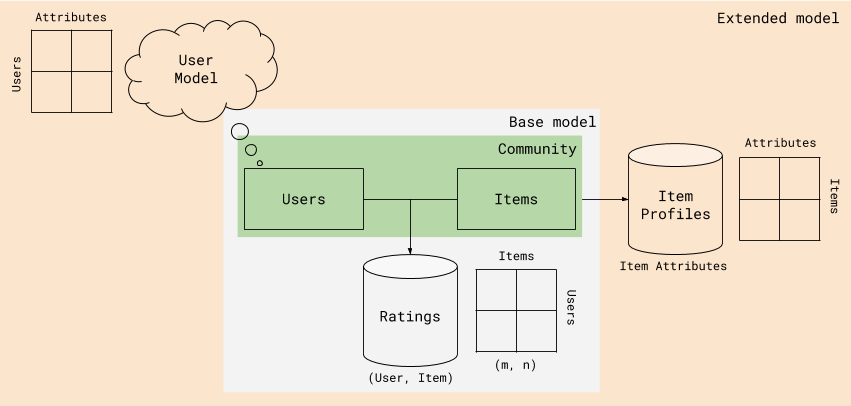 Attributes
Extended model
Users
User
Model
Base model
Community
Users
Items
Attributes
Item
Profiles
Items
Item Attributes
Items
Ratings
Users
(m, n)
(User, Item)